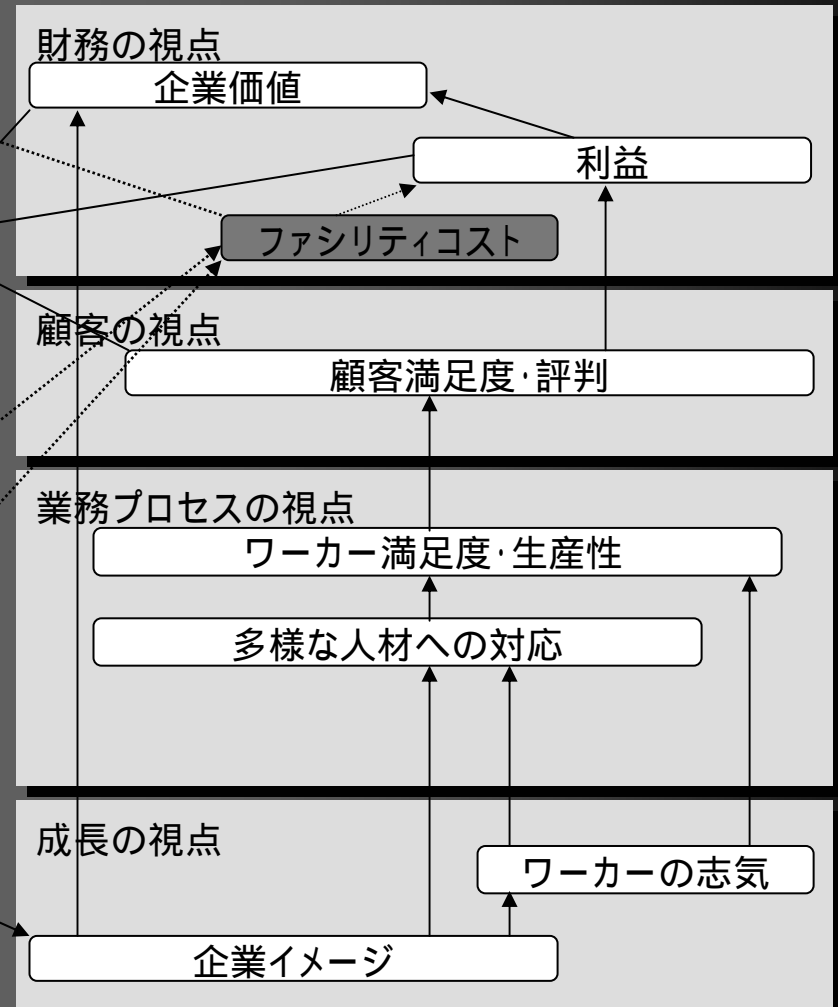 財務の視点
企業価値
利益
ファシリティコスト
顧客の視点
顧客満足度・評判
業務プロセスの視点
ワーカー満足度・生産性
多様な人材への対応
成長の視点
ワーカーの志気
企業イメージ